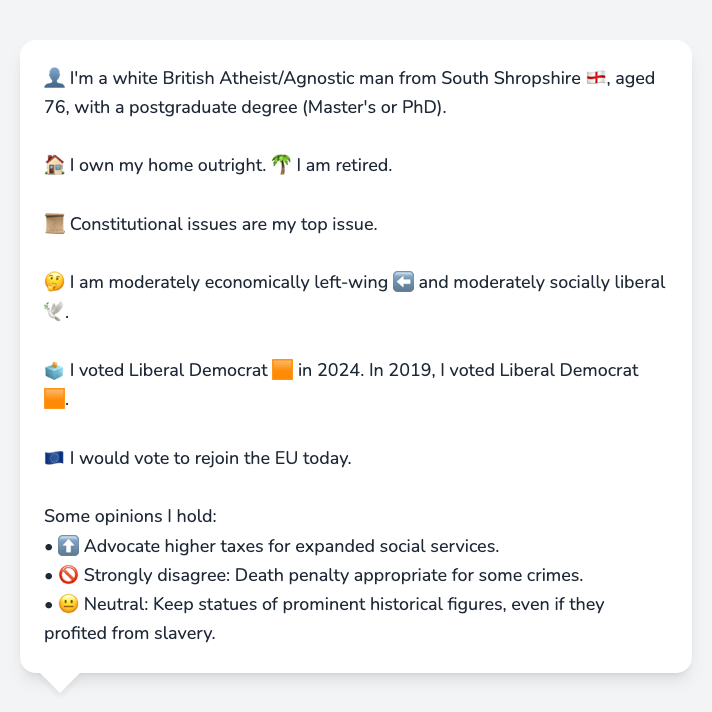 👤 I'm a white British Atheist/Agnostic man from South Shropshire 🏴󠁧󠁢󠁥󠁮󠁧󠁿, aged
76, with a postgraduate degree (Master's or PhD).
🏠 I own my home outright. 🌴 I am retired.
📜 Constitutional issues are my top issue.
🤔 I am moderately economically left-wing ⬅️ and moderately socially liberal
🕊️.
🗳️ I voted Liberal Democrat 🟧 in 2024. In 2019, I voted Liberal Democrat
🟧.
🇪🇺 I would vote to rejoin the EU today.
Some opinions I hold:
• ⬆️ Advocate higher taxes for expanded social services.
• 🚫 Strongly disagree: Death penalty appropriate for some crimes.
• 😐 Neutral: Keep statues of prominent historical figures, even if they
profited from slavery.